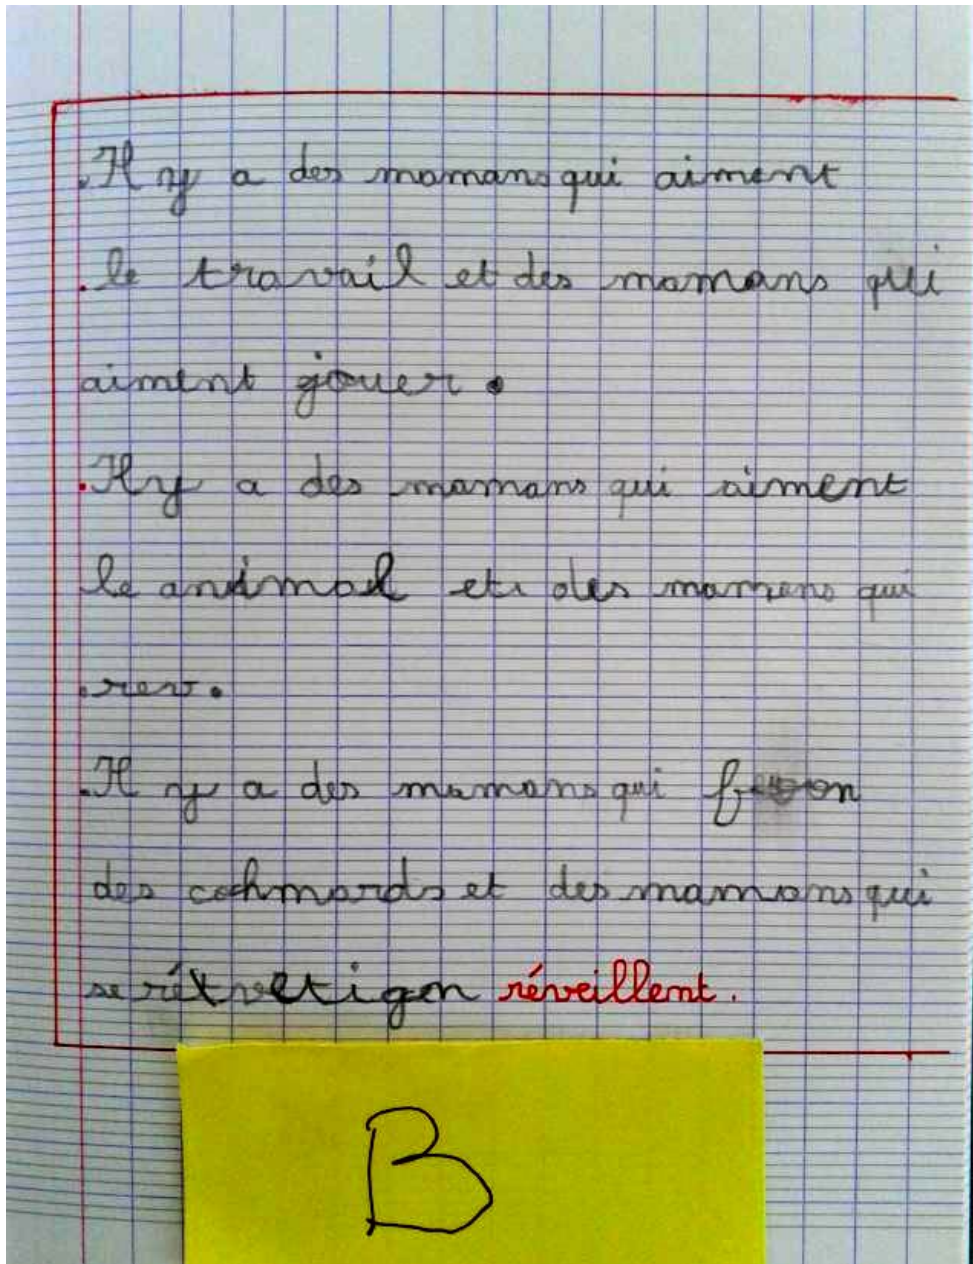 .Il y a des mamans qui aiment
.le travail et des mamans qui
aiment jouer.
.Il y a des mamans qui aiment
le animal et des mamans qui
.rev.
.Il y a des mamans qui fon
des cohmards et des mamans qui
se réveillent.
B